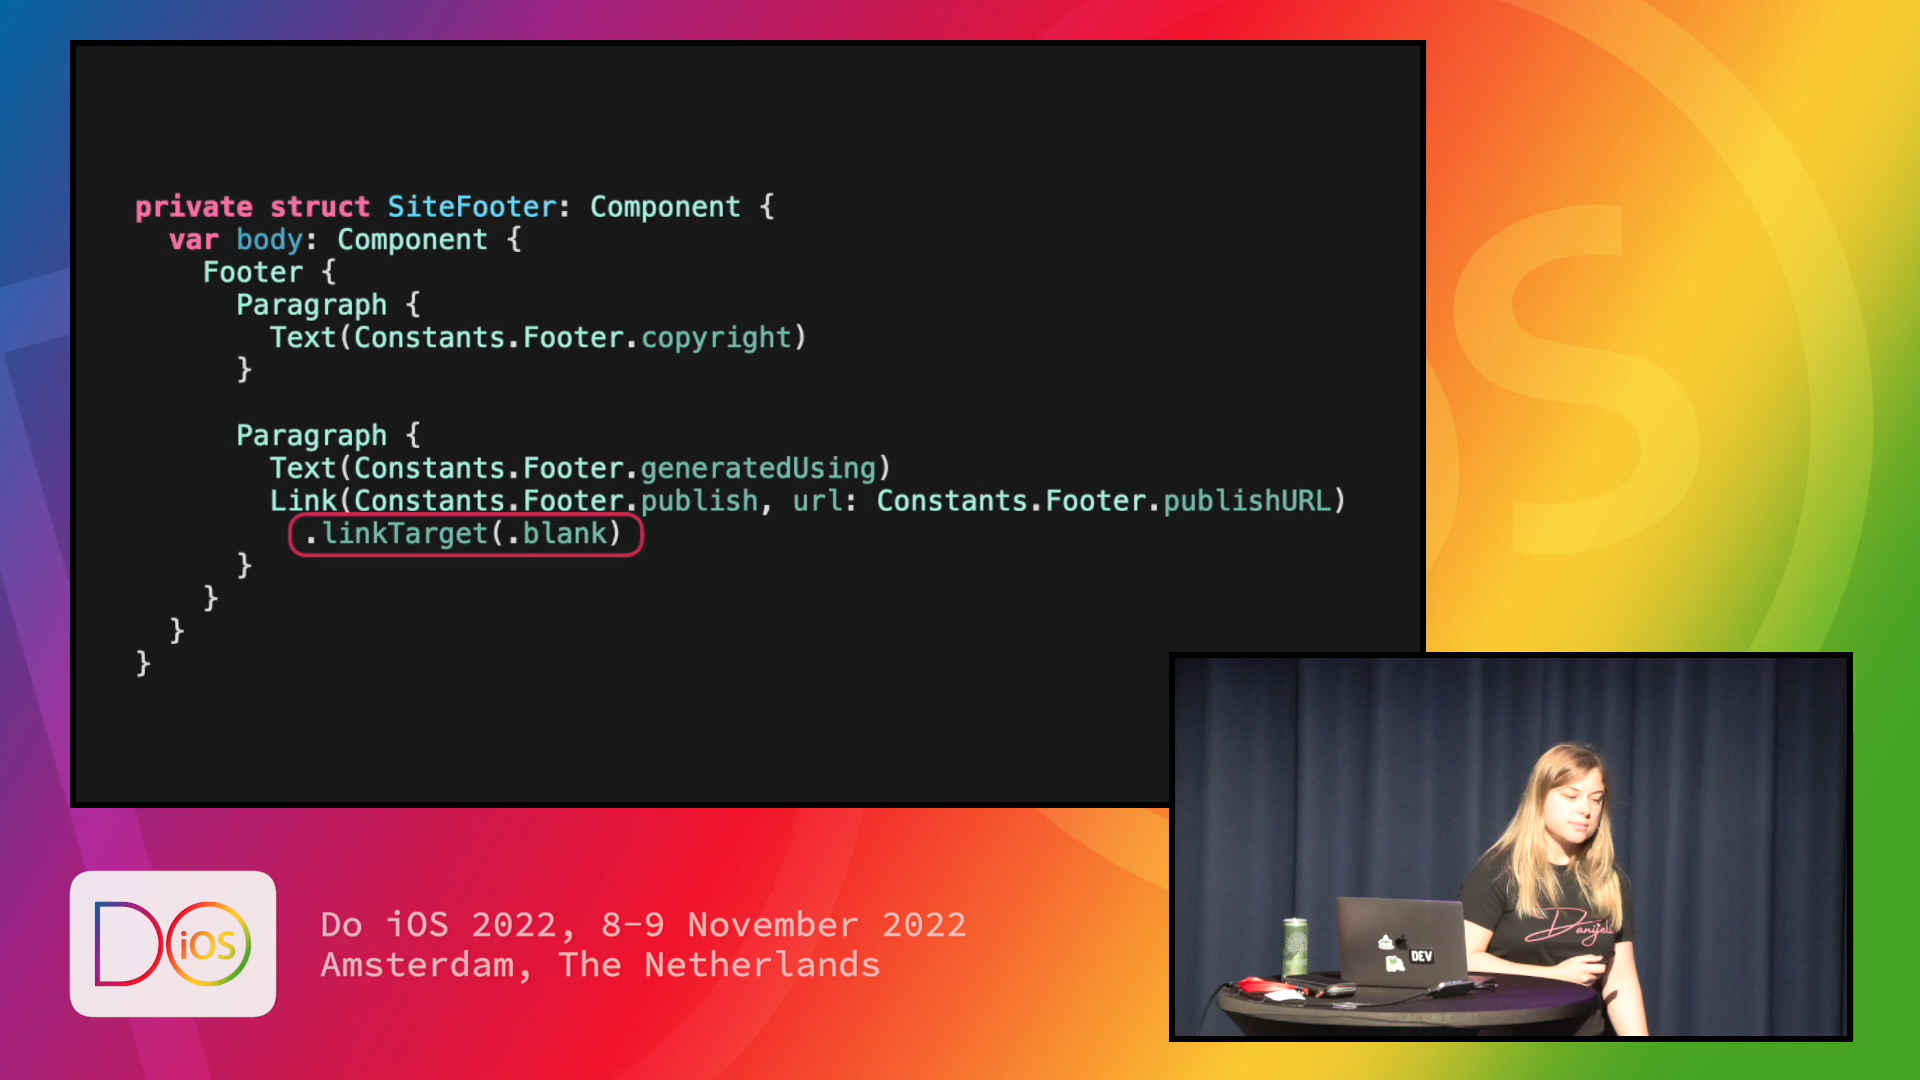 private struct SiteFooter: Component {
var body: Component {
Footer {
Paragraph {
Text(Constants.Footer.copyright)
}
Paragraph {
Text(Constants.Footer.generatedUsing)
Link(Constants.Footer.publish, url: Constants.Footer.publishURL)
.linkTarget(.blank)
}
}
}
}
DEV
Danijel
DO iOS
Do iOS 2022, 8-9 November 2022
Amsterdam, The Netherlands